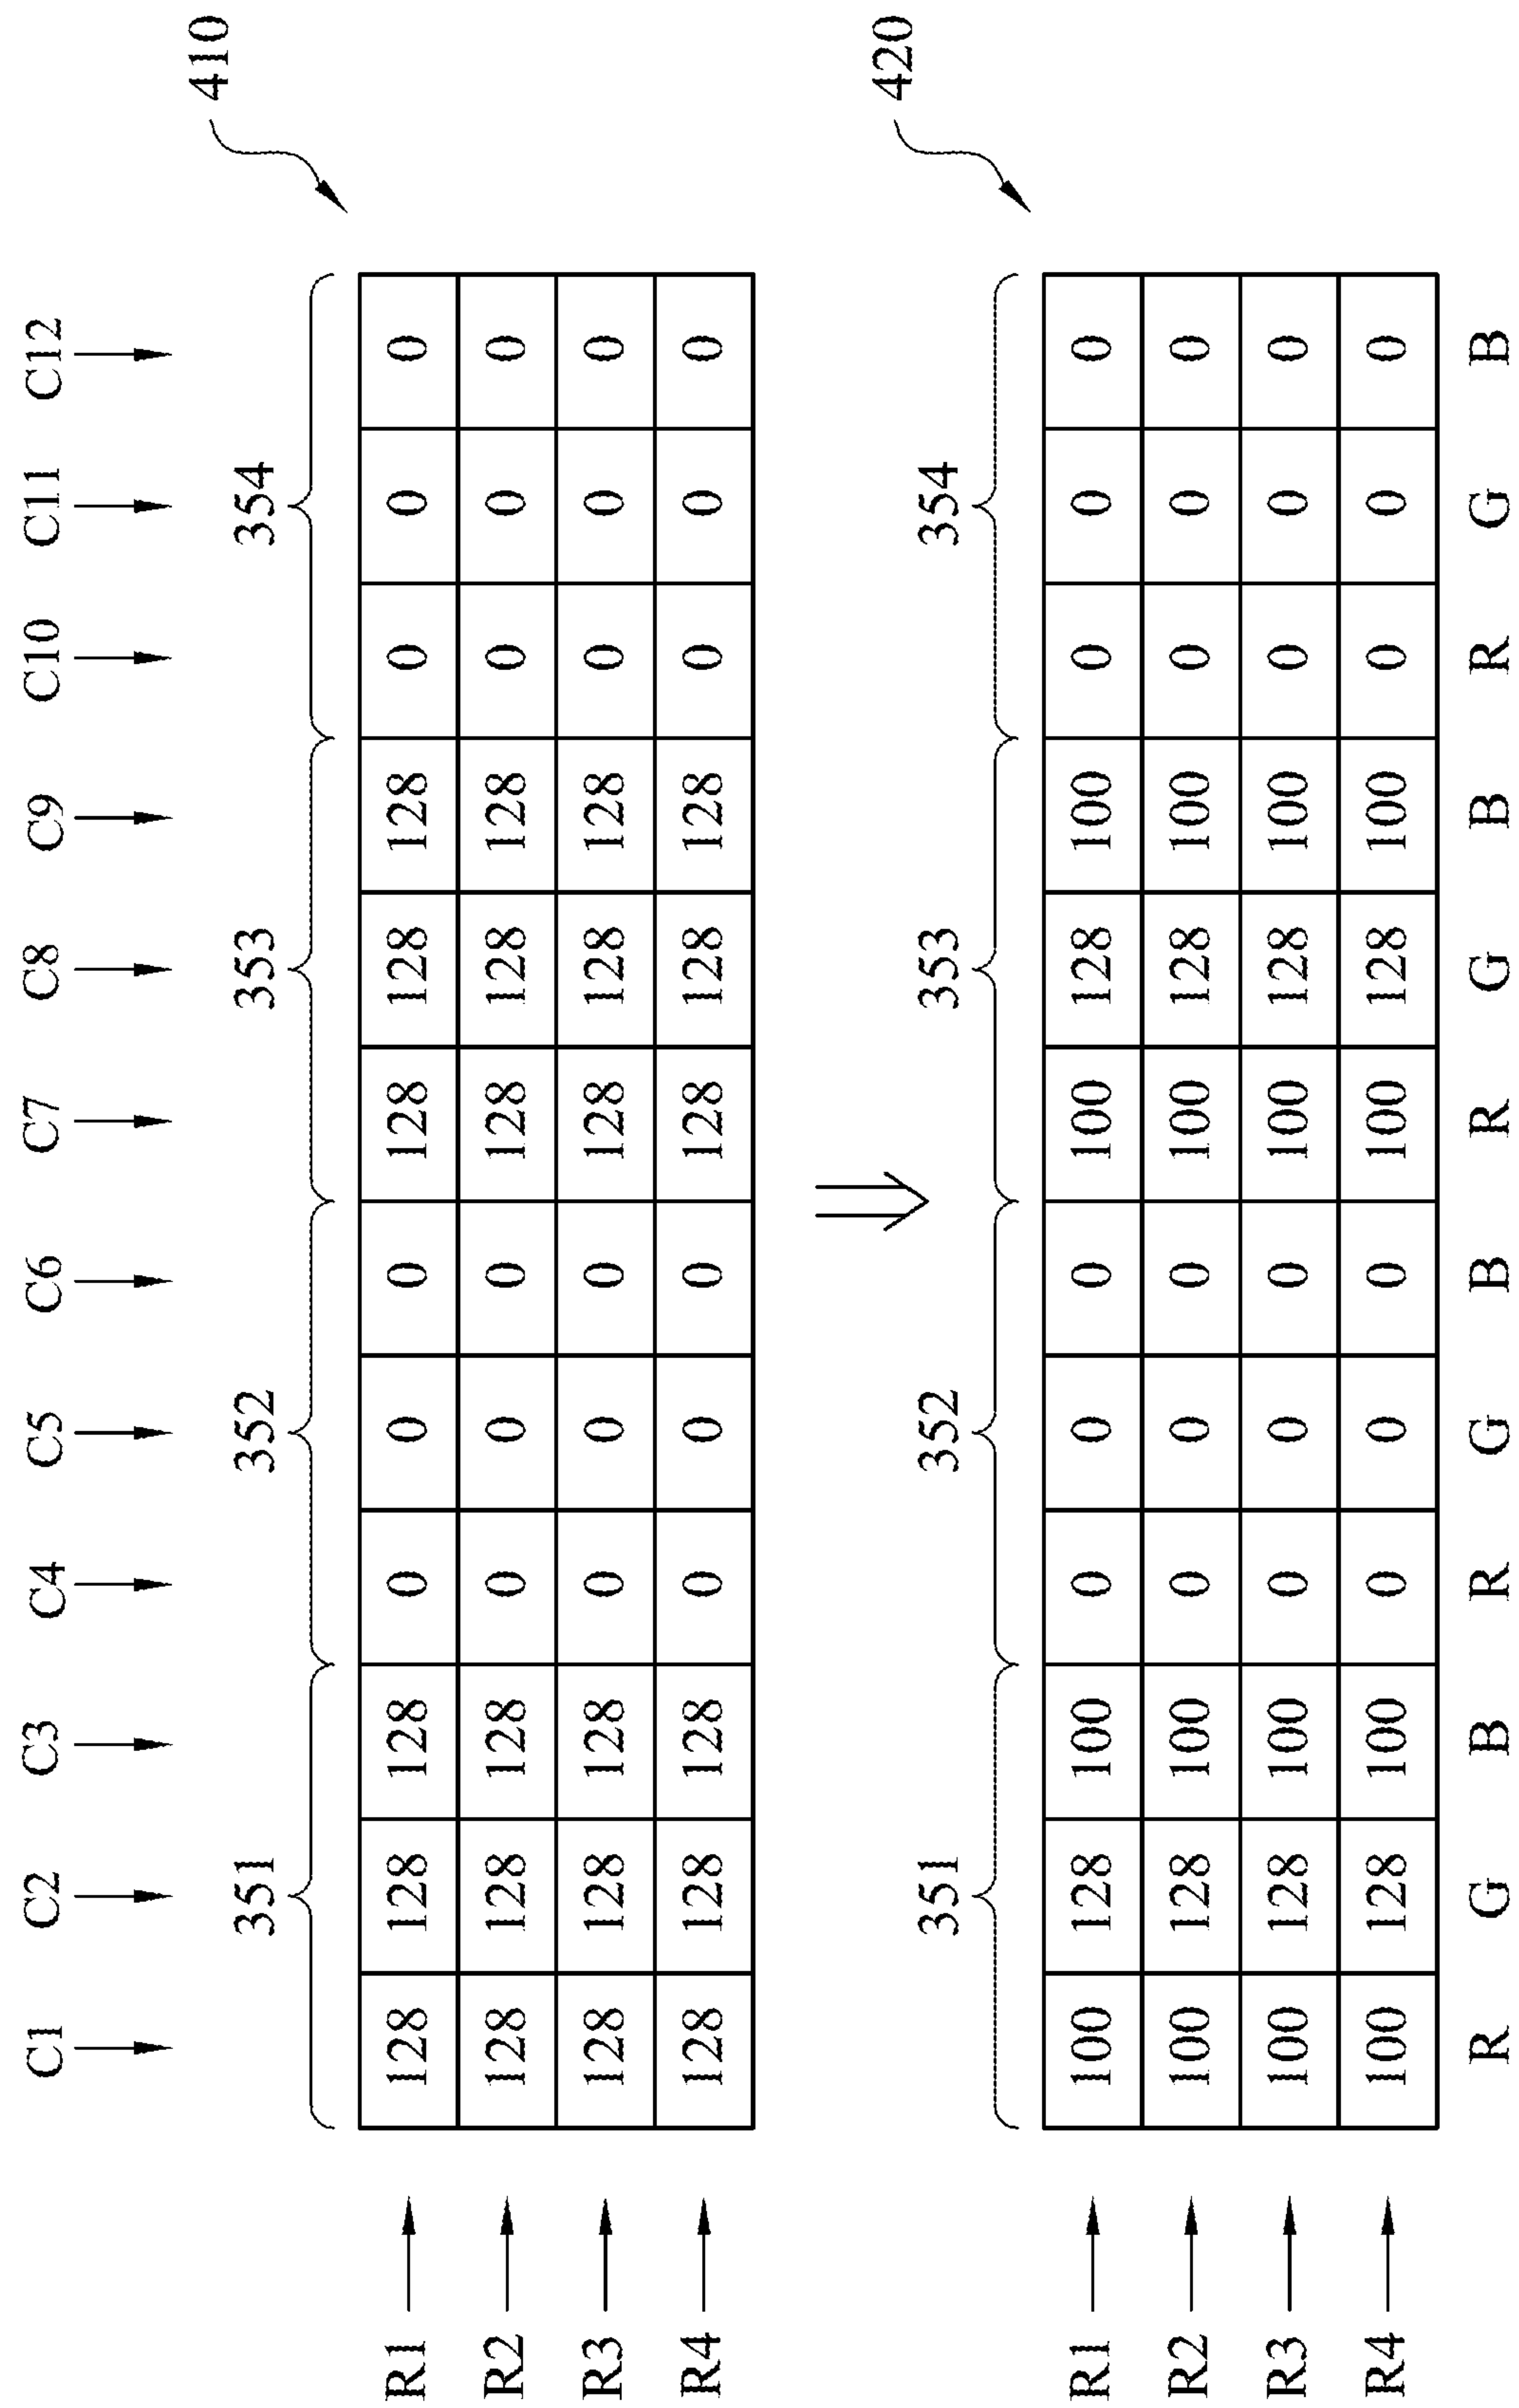 C1 C2 C3 C4 C5 C6 C7 C8 C9 C10 C11 C12
410
351 352 353 354
R1 128 128 128 0 0 0 128 128 128 0 0 0
R2 128 128 128 0 0 0 128 128 128 0 0 0
R3 128 128 128 0 0 0 128 128 128 0 0 0
R4 128 128 128 0 0 0 128 128 128 0 0 0
420
351 352 353 354
R1 100 128 100 0 0 0 100 128 100 0 0 0
R2 100 128 100 0 0 0 100 128 100 0 0 0
R3 100 128 100 0 0 0 100 128 100 0 0 0
R4 100 128 100 0 0 0 100 128 100 0 0 0
R G B R G B R G B R G B